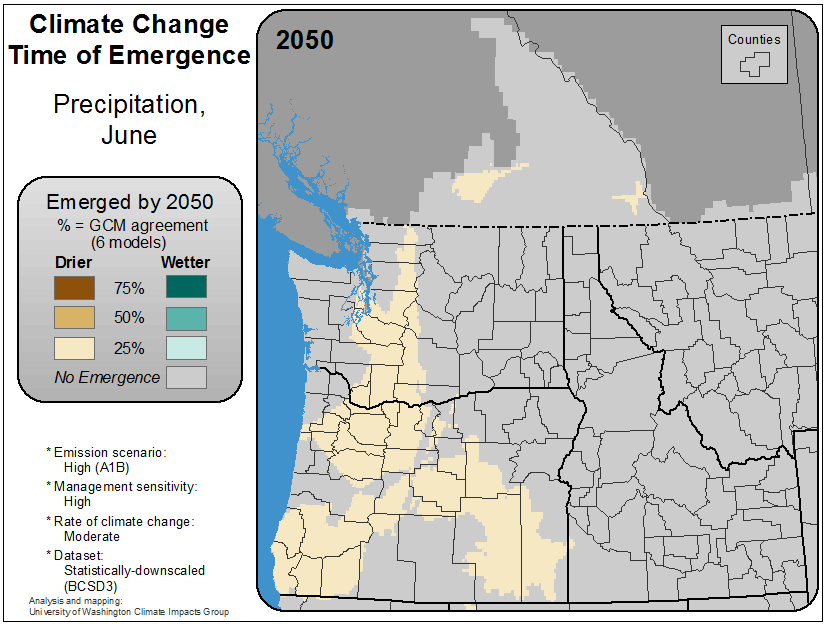 Climate Change
Time of Emergence
Precipitation,
June
Emerged by 2050
% = GCM agreement
(6 models)
Drier Wetter
75%
50%
25%
No Emergence
* Emission scenario:
High (A1B)
* Management sensitivity:
High
* Rate of climate change:
Moderate
* Dataset:
Statistically-downscaled
(BCSD3)
Analysis and mapping:
University of Washington Climate Impacts Group
2050
Counties